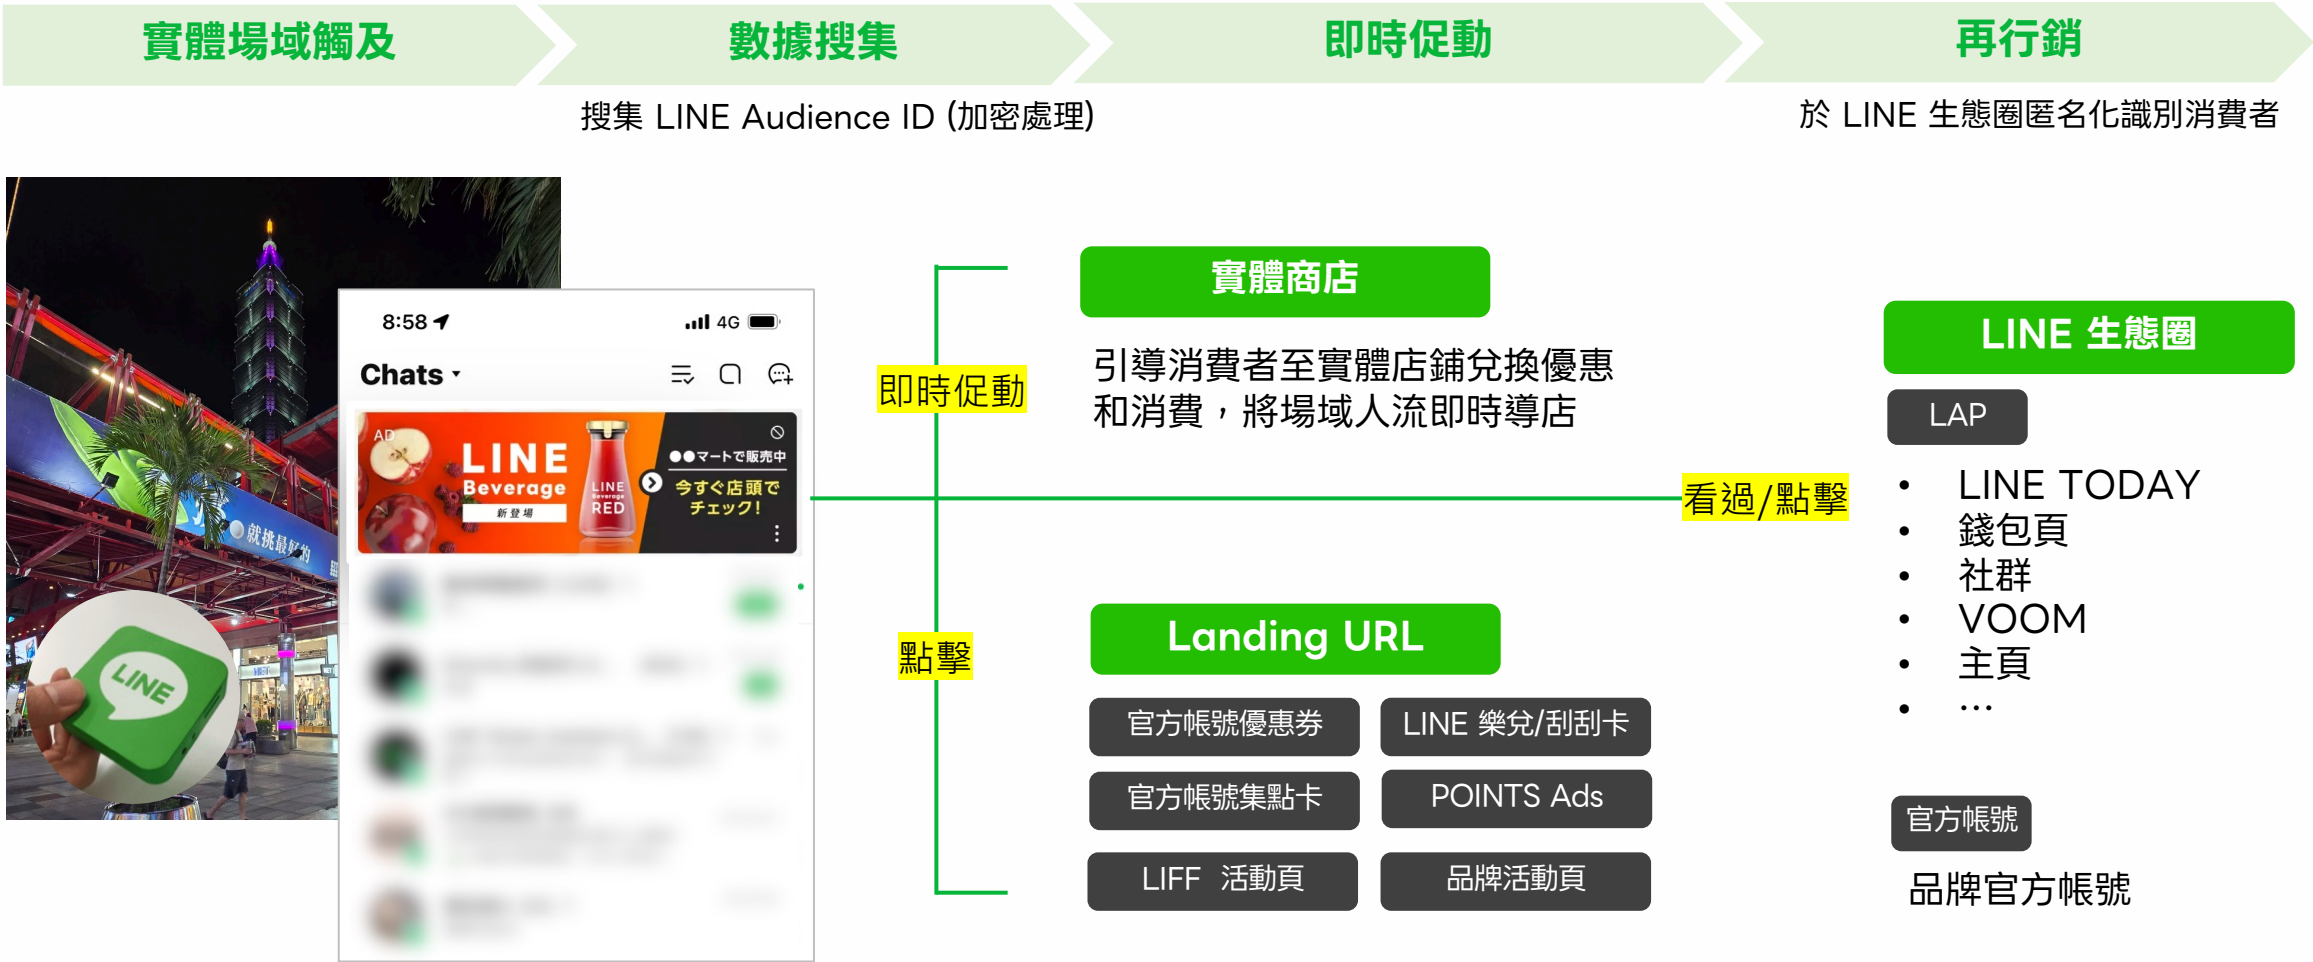 實體場域觸及
數據搜集
即時促動
再行銷
搜集 LINE Audience ID (加密處理)
於 LINE 生態圈匿名化識別消費者
就挑最好的
LINE
8:58
4G
Chats
AD
LINE
Beverage
新登場
LINE
Beverage
RED
●●マートで販売中
今すぐ店頭で
チェック!
即時促動
點擊
看過/點擊
實體商店
引導消費者至實體店鋪兌換優惠
和消費，將場域人流即時導店
Landing URL
官方帳號優惠券
LINE 樂兌/刮刮卡
官方帳號集點卡
POINTS Ads
LIFF 活動頁
品牌活動頁
LINE 生態圈
LAP
• LINE TODAY
• 錢包頁
• 社群
• VOOM
• 主頁
• …
官方帳號
品牌官方帳號